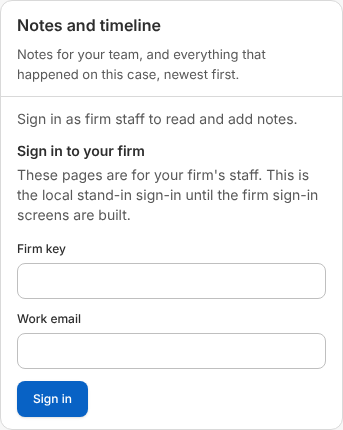 Notes and timeline
Notes for your team, and everything that
happened on this case, newest first.
Sign in as firm staff to read and add notes.
Sign in to your firm
These pages are for your firm's staff. This is
the local stand-in sign-in until the firm sign-in
screens are built.
Firm key
Work email
Sign in